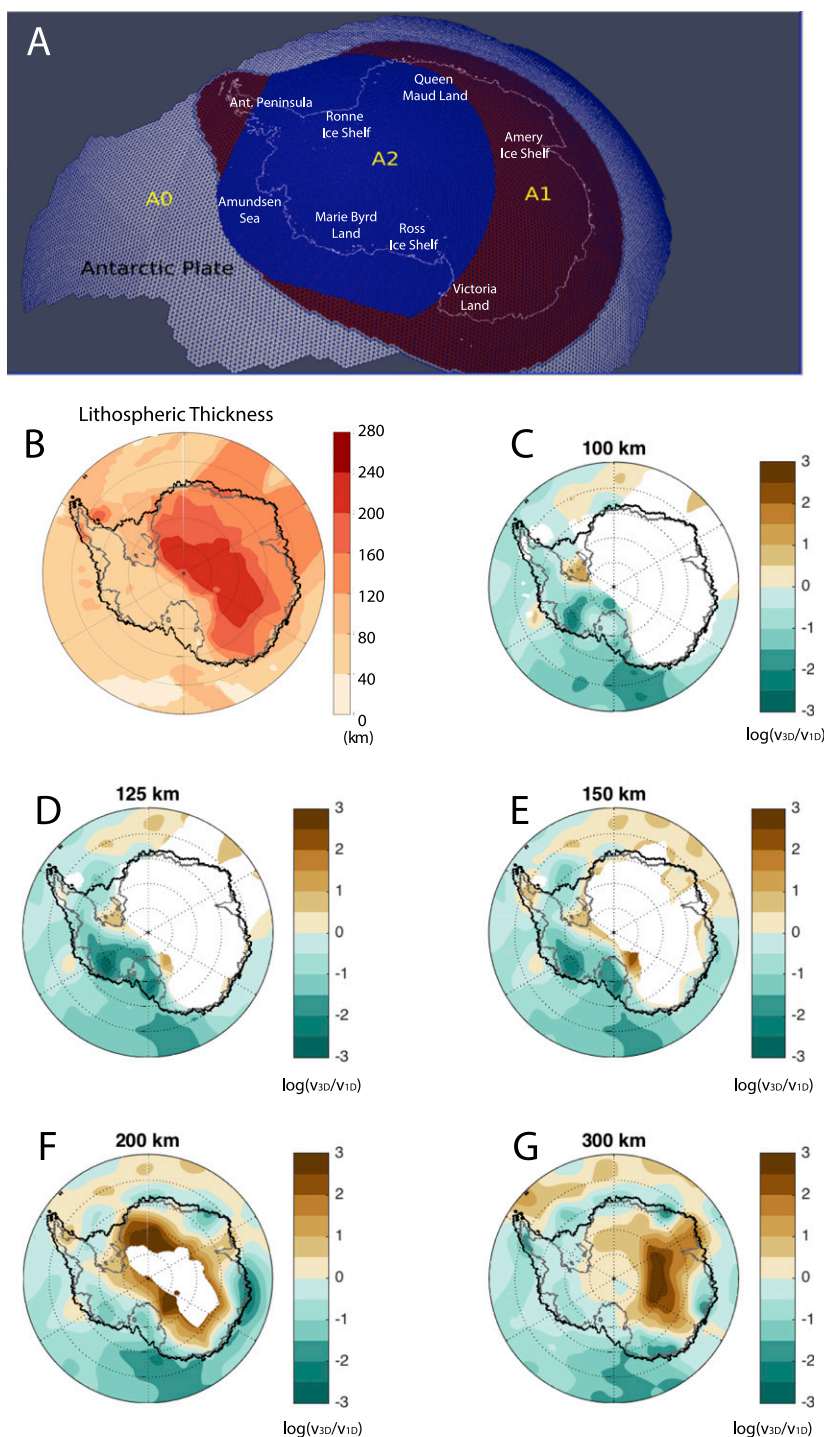 A
Queen
Maud Land
Ant. Peninsula
Ronne
Ice Shelf
Amery
Ice Shelf
A2
A0
A1
Amundsen
Sea
Marie Byrd
Land
Ross
Ice Shelf
Antarctic Plate
Victoria
Land
Lithospheric Thickness
B
280
240
200
160
120
80
40
0
(km)
C
100 km
3
2
1
0
-1
-2
-3
log(v3D/v1D)
D
125 km
3
2
1
0
-1
-2
-3
log(v3D/v1D)
E
150 km
3
2
1
0
-1
-2
-3
log(v3D/v1D)
F
200 km
3
2
1
0
-1
-2
-3
log(v3D/v1D)
G
300 km
3
2
1
0
-1
-2
-3
log(v3D/v1D)